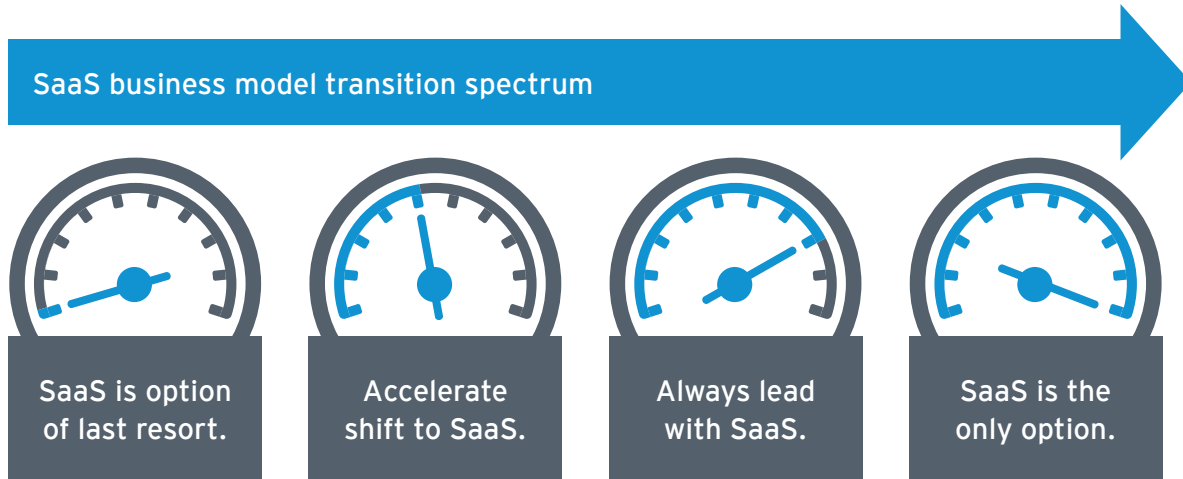 SaaS business model transition spectrum
SaaS is option
of last resort.
Accelerate
shift to SaaS.
Always lead
with SaaS.
SaaS is the
only option.